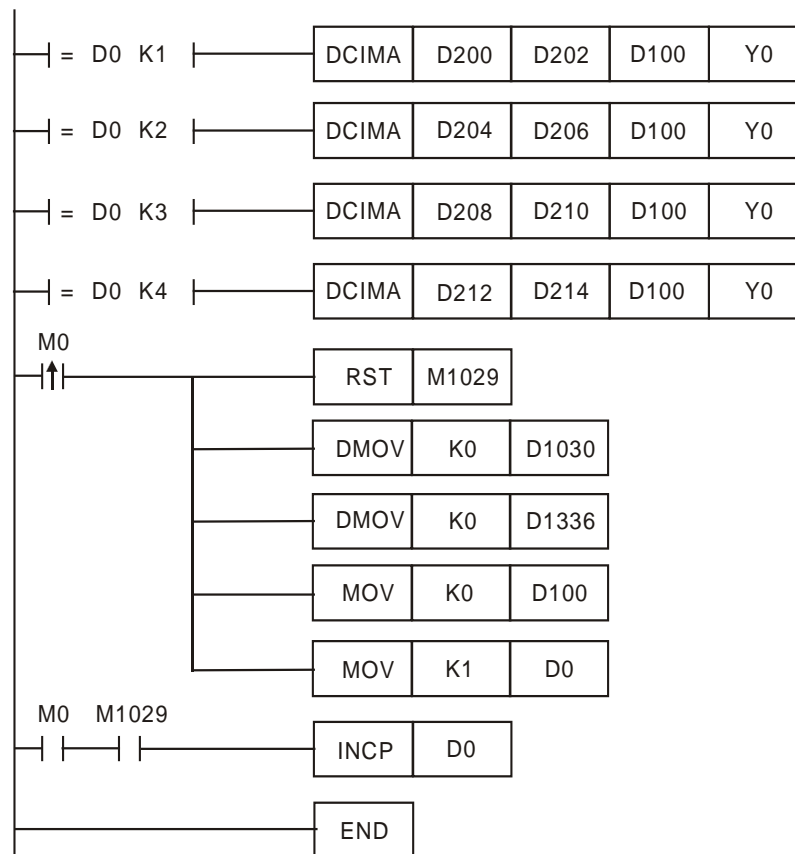 = D0 K1 DCIMA D200 D202 D100 Y0
= D0 K2 DCIMA D204 D206 D100 Y0
= D0 K3 DCIMA D208 D210 D100 Y0
= D0 K4 DCIMA D212 D214 D100 Y0
M0
RST M1029
DMOV K0 D1030
DMOV K0 D1336
MOV K0 D100
MOV K1 D0
M0 M1029
INCP D0
END